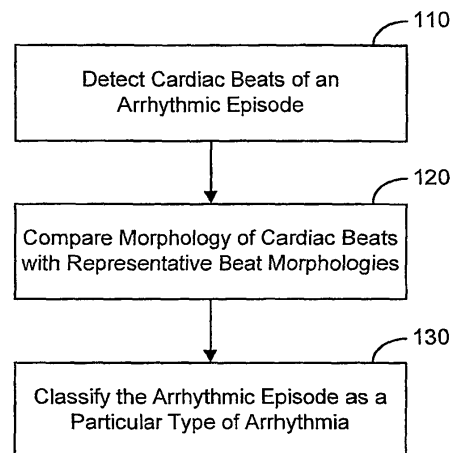 110
Detect Cardiac Beats of an
Arrhythmic Episode
120
Compare Morphology of Cardiac Beats
with Representative Beat Morphologies
130
Classify the Arrhythmic Episode as a
Particular Type of Arrhythmia